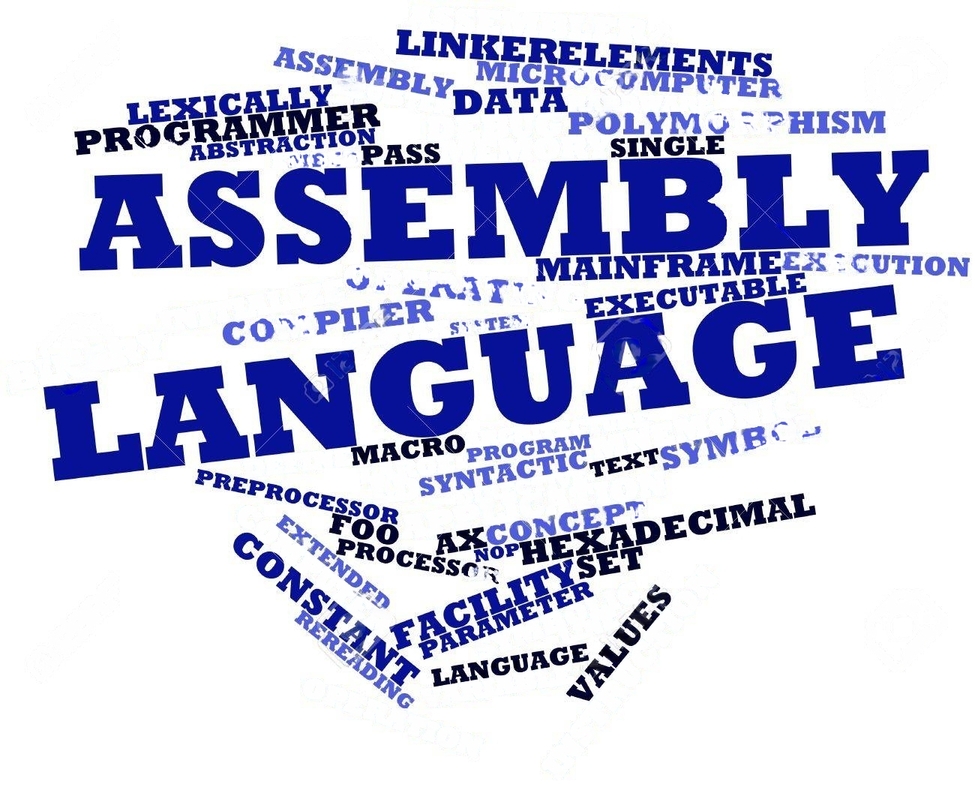 LINKERELEMENTS
ASSEMBLY MICROCOMPUTER
LEXICALLY DATA
PROGRAMMER POLYMORPHISM
ABSTRACTION PASS SINGLE
ASSEMBLY
MAINFRAME EXECUTION
EXECUTABLE
COMPILER SYSTEM
LANGUAGE
MACRO PROGRAM
SYNTACTIC TEXT SYMBOL
PREPROCESSOR
FOO AX CONCEPT
EXTENDED PROCESSOR NOP HEXADECIMAL
CONSTANT FACILITY SET
REREADING PARAMETER
LANGUAGE VALUES